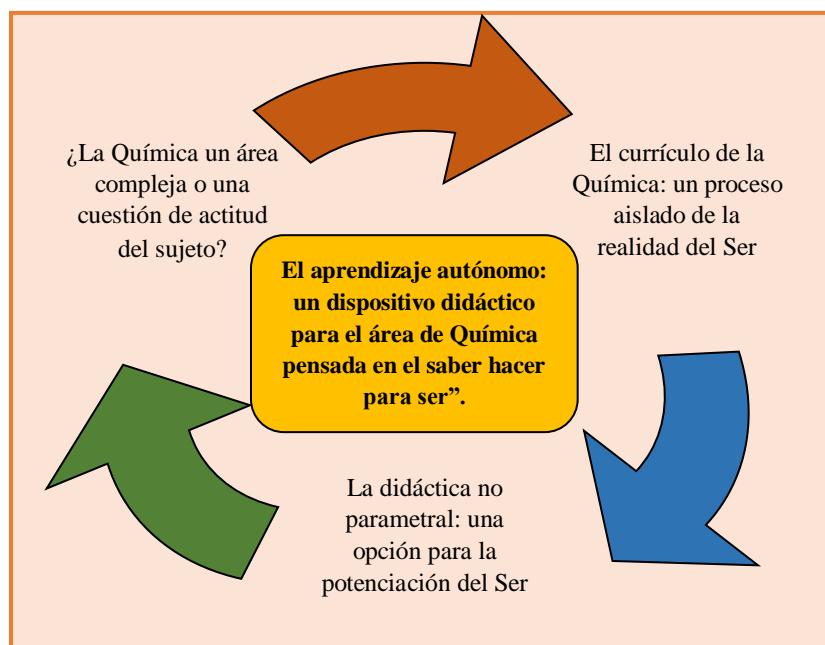 ¿La Química un área
compleja o una
cuestión de actitud
del sujeto?
El currículo de la
Química: un proceso
aislado de la
realidad del Ser
El aprendizaje autónomo:
un dispositivo didáctico
para el área de Química
pensada en el saber hacer
para ser”.
La didáctica no
parametral: una
opción para la
potenciación del Ser